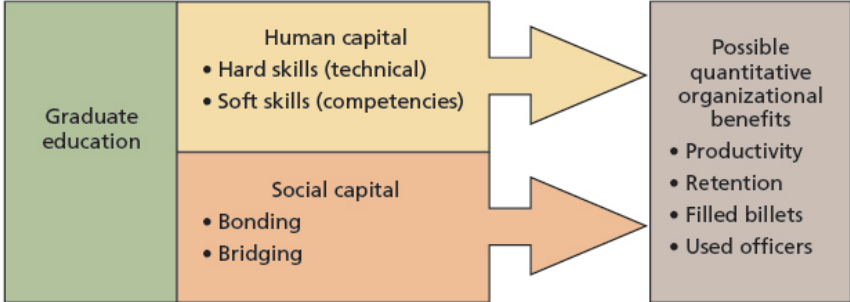 Graduate
education
Human capital
• Hard skills (technical)
• Soft skills (competencies)
Social capital
• Bonding
• Bridging
Possible
quantitative
organizational
benefits
• Productivity
• Retention
• Filled billets
• Used officers